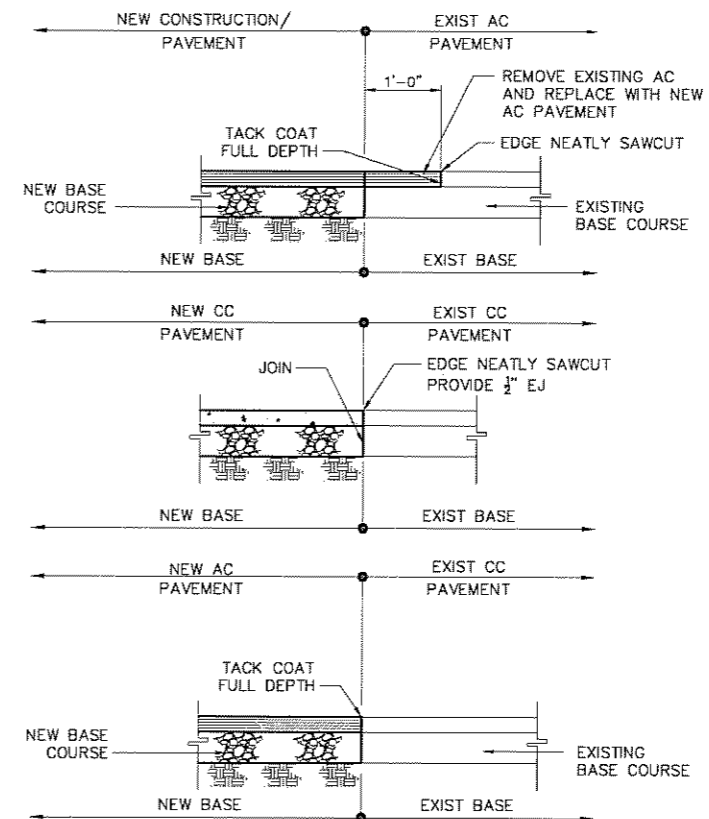 NEW CONSTRUCTION/
PAVEMENT
EXIST AC
PAVEMENT
1'-0"
REMOVE EXISTING AC
AND REPLACE WITH NEW
AC PAVEMENT
TACK COAT
FULL DEPTH
EDGE NEATLY SAWCUT
NEW BASE
COURSE
EXISTING
BASE COURSE
NEW BASE
EXIST BASE
NEW CC
PAVEMENT
EXIST CC
PAVEMENT
JOIN
EDGE NEATLY SAWCUT
PROVIDE 1/2" EJ
NEW BASE
EXIST BASE
NEW AC
PAVEMENT
EXIST CC
PAVEMENT
TACK COAT
FULL DEPTH
NEW BASE
COURSE
EXISTING
BASE COURSE
NEW BASE
EXIST BASE